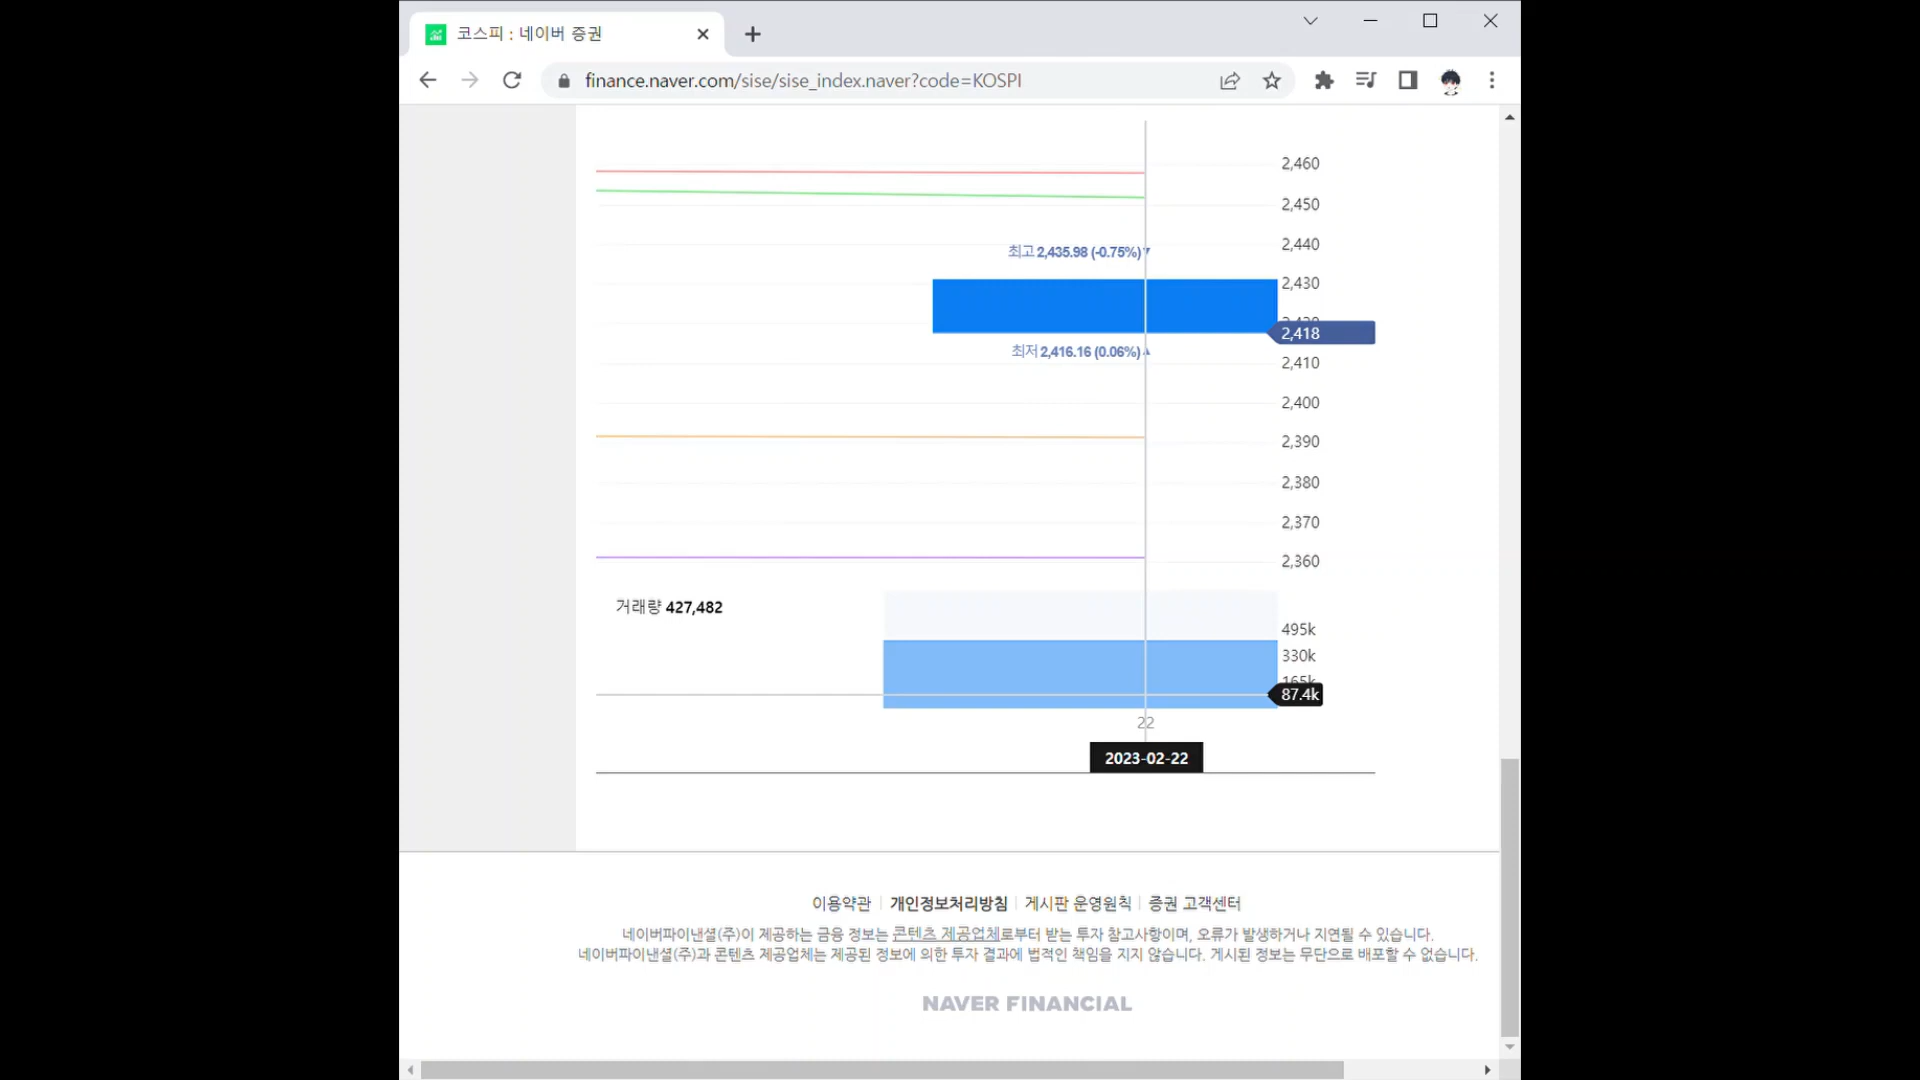 코스피 : 네이버 증권
finance.naver.com/sise/sise_index.naver?code=KOSPI
2,460
2,450
2,440
최고 2,435.98 (-0.75%)
2,430
2,418
최저 2,416.16 (0.06%)
2,410
2,400
2,390
2,380
2,370
2,360
거래량 427,482
495k
330k
165k
87.4k
22
2023-02-22
이용약관 개인정보처리방침 게시판 운영원칙 증권 고객센터
네이버파이낸셜(주)이 제공하는 금융 정보는 콘텐츠 제공업체로부터 받는 투자 참고사항이며, 오류가 발생하거나 지연될 수 있습니다.
네이버파이낸셜(주)과 콘텐츠 제공업체는 제공된 정보에 의한 투자 결과에 법적인 책임을 지지 않습니다. 게시된 정보는 무단으로 배포할 수 없습니다.
NAVER FINANCIAL